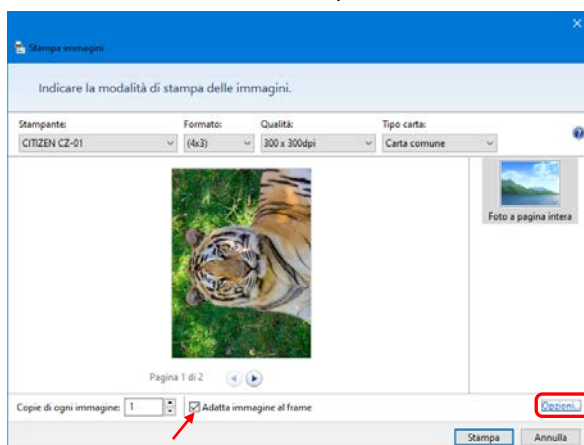 Stampa immagini
Indicare la modalità di stampa delle immagini.
Stampante: Formato: Qualità: Tipo carta:
CITIZEN CZ-01 (4x3) 300 x 300dpi Carta comune
Foto a pagina intera
Pagina 1 di 2
Copie di ogni immagine: 1 Adatta immagine al frame Opzioni...
Stampa Annulla